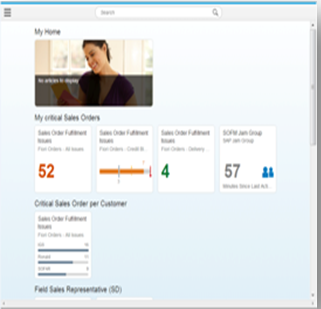 Search
My Home
No articles to display
My critical Sales Orders
Sales Order Fulfillment
Issues
Fiori Orders - All Issues
52
Sales Order Fulfillment
Issues
Fiori Orders - Credit Bl...
Sales Order Fulfillment
Issues
Fiori Orders - Delivery ...
4
SOFM Jam Group
SAP Jam Group
57
Minutes Since Last Acti..
Critical Sales Order per Customer
Sales Order Fulfillment
Issues
Fiori Orders - All Issues
Field Sales Representative (SD)